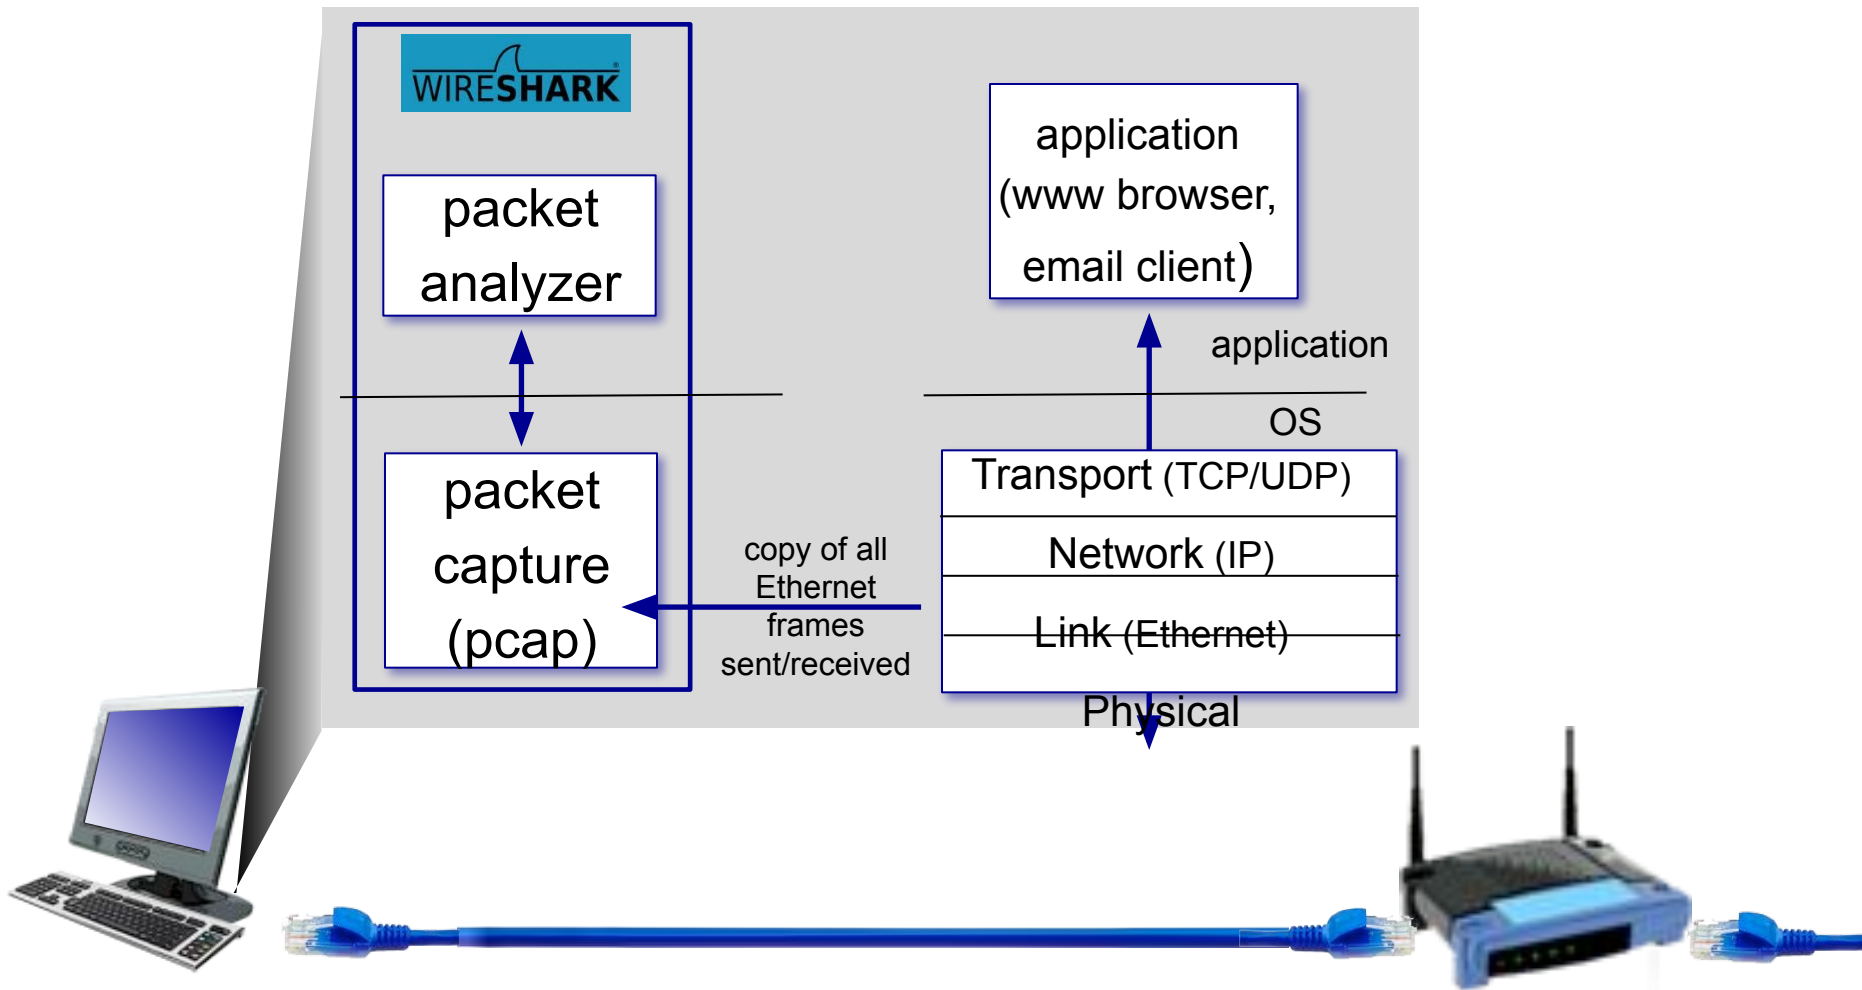 WIRESHARK
®
packet
analyzer
packet
capture
(pcap)
copy of all
Ethernet
frames
sent/received
application
(www browser,
email client)
application
OS
Transport (TCP/UDP)
Network (IP)
Link (Ethernet)
Physical